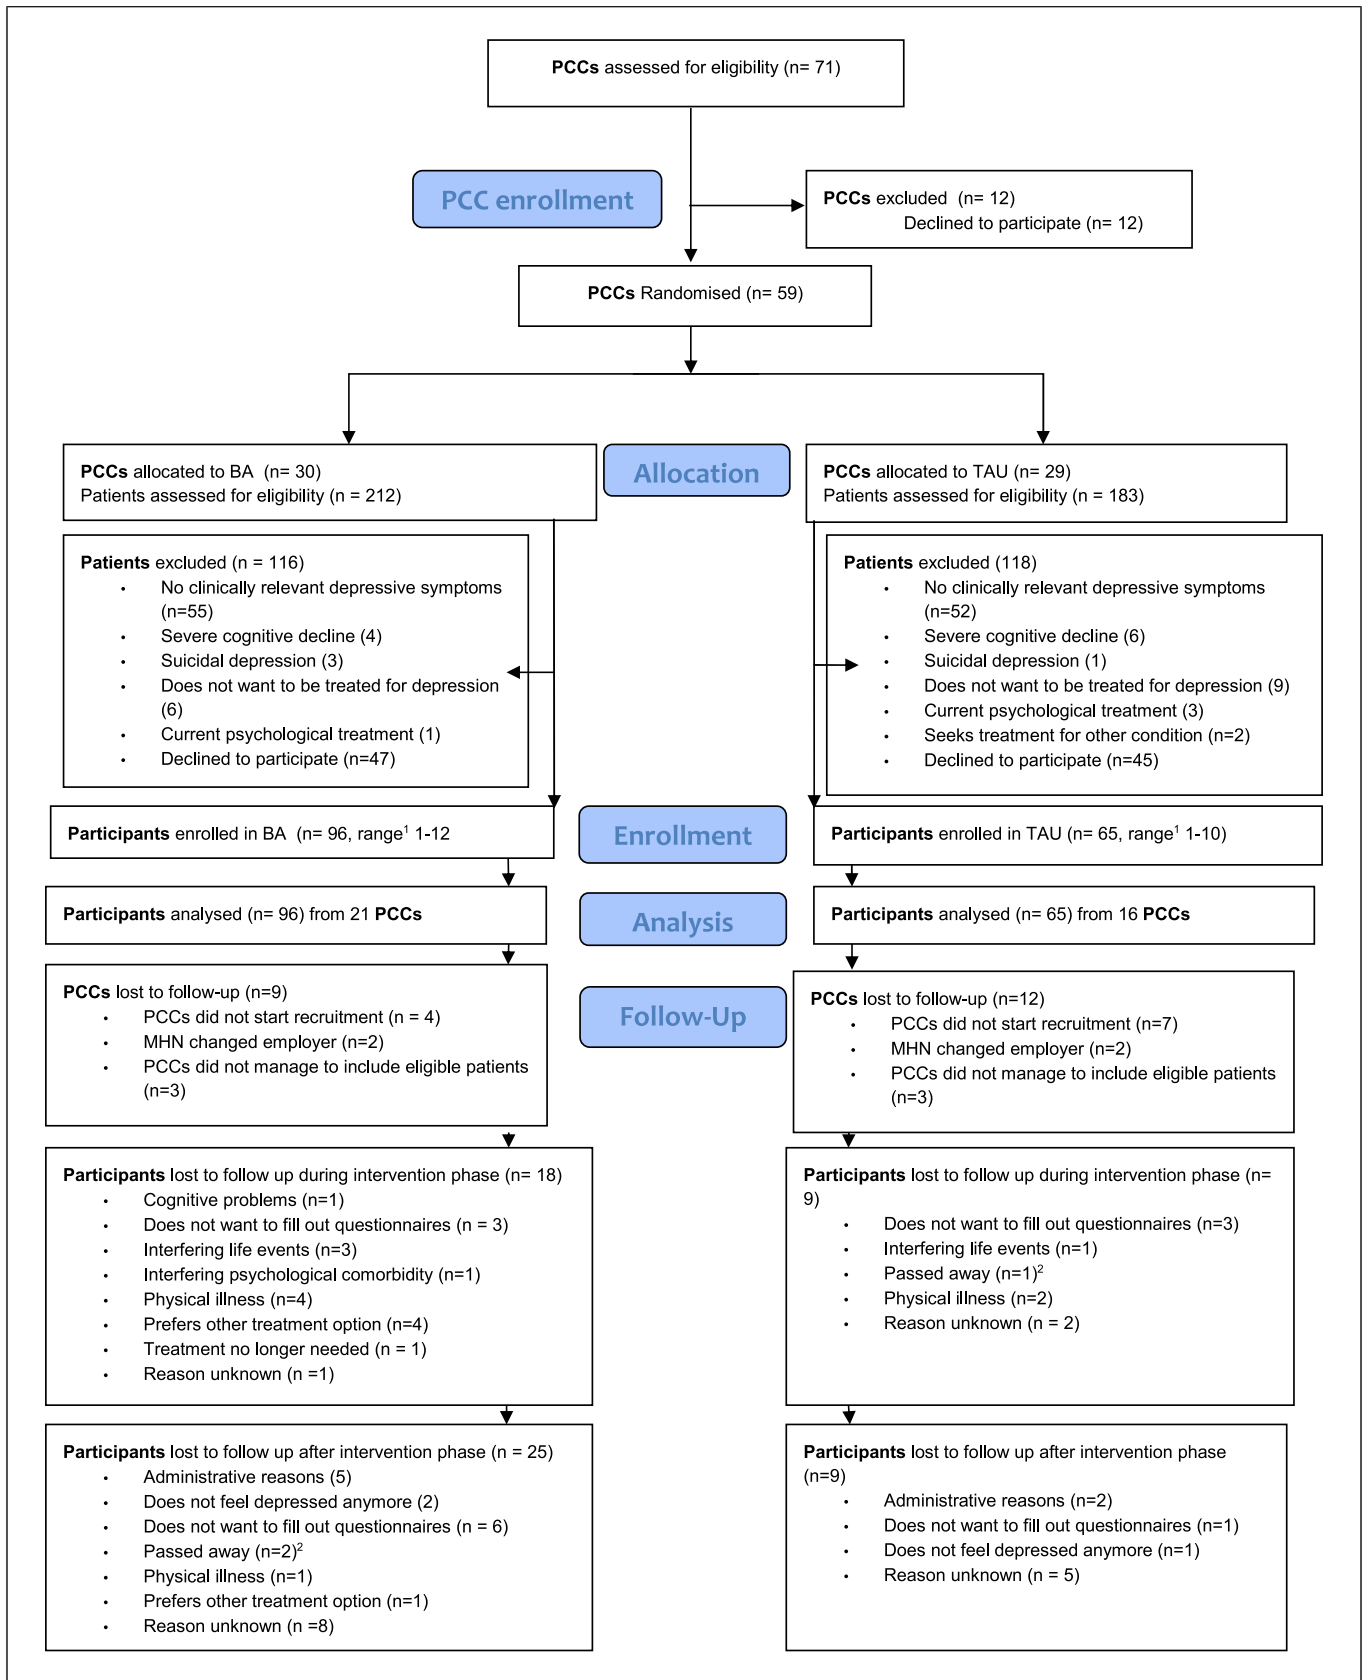 PCCs assessed for eligibility (n= 71)
PCC enrollment
PCCs excluded (n= 12)
Declined to participate (n= 12)
PCCs Randomised (n= 59)
PCCs allocated to BA (n= 30)
Patients assessed for eligibility (n = 212)
Allocation
PCCs allocated to TAU (n= 29)
Patients assessed for eligibility (n = 183)
Patients excluded (n = 116)
• No clinically relevant depressive symptoms
(n=55)
• Severe cognitive decline (4)
• Suicidal depression (3)
• Does not want to be treated for depression
(6)
• Current psychological treatment (1)
• Declined to participate (n=47)
Patients excluded (118)
• No clinically relevant depressive symptoms
(n=52)
• Severe cognitive decline (6)
• Suicidal depression (1)
• Does not want to be treated for depression (9)
• Current psychological treatment (3)
• Seeks treatment for other condition (n=2)
• Declined to participate (n=45)
Participants enrolled in BA (n= 96, range¹ 1-12
Enrollment
Participants enrolled in TAU (n= 65, range¹ 1-10)
Participants analysed (n= 96) from 21 PCCs
Analysis
Participants analysed (n= 65) from 16 PCCs
PCCs lost to follow-up (n=9)
• PCCs did not start recruitment (n = 4)
• MHN changed employer (n=2)
• PCCs did not manage to include eligible patients
(n=3)
Follow-Up
PCCs lost to follow-up (n=12)
• PCCs did not start recruitment (n=7)
• MHN changed employer (n=2)
• PCCs did not manage to include eligible patients
(n=3)
Participants lost to follow up during intervention phase (n= 18)
• Cognitive problems (n=1)
• Does not want to fill out questionnaires (n = 3)
• Interfering life events (n=3)
• Interfering psychological comorbidity (n=1)
• Physical illness (n=4)
• Prefers other treatment option (n=4)
• Treatment no longer needed (n = 1)
• Reason unknown (n =1)
Participants lost to follow up during intervention phase (n=
9)
• Does not want to fill out questionnaires (n=3)
• Interfering life events (n=1)
• Passed away (n=1)²
• Physical illness (n=2)
• Reason unknown (n = 2)
Participants lost to follow up after intervention phase (n = 25)
• Administrative reasons (5)
• Does not feel depressed anymore (2)
• Does not want to fill out questionnaires (n = 6)
• Passed away (n=2)²
• Physical illness (n=1)
• Prefers other treatment option (n=1)
• Reason unknown (n =8)
Participants lost to follow up after intervention phase
(n=9)
• Administrative reasons (n=2)
• Does not want to fill out questionnaires (n=1)
• Does not feel depressed anymore (n=1)
• Reason unknown (n = 5)